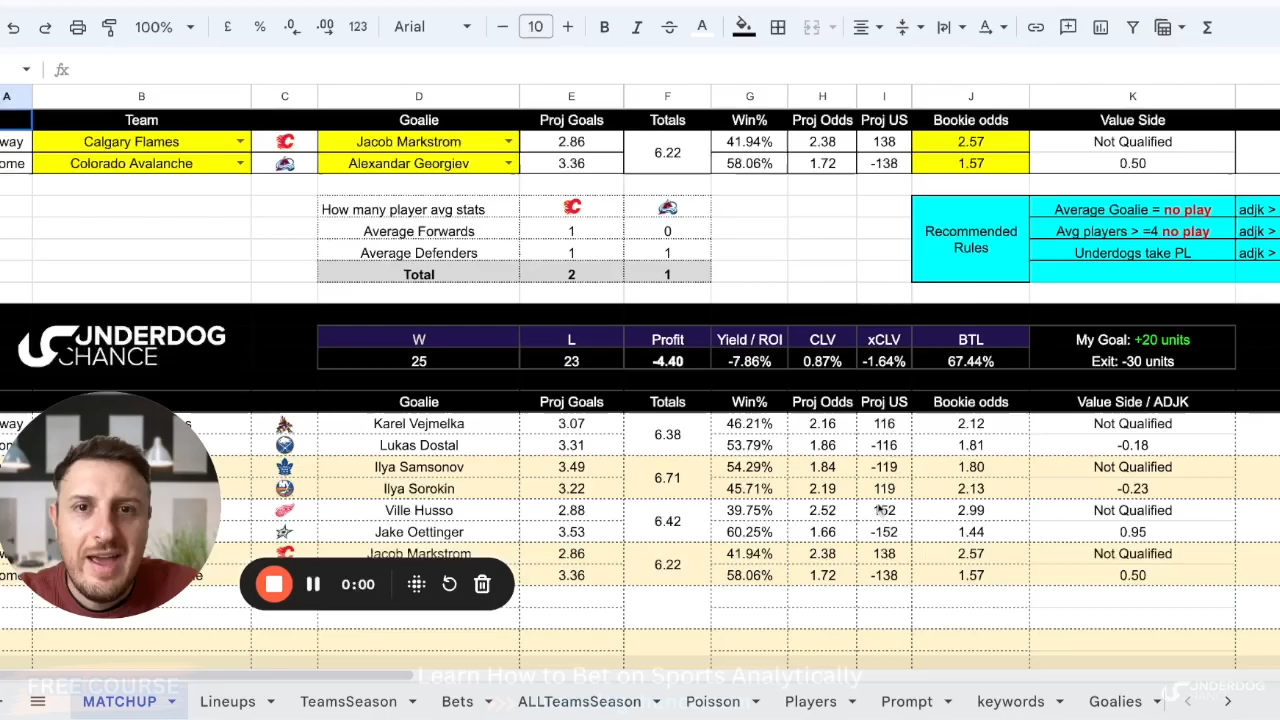 100% £ % .0 .00 123 Arial 10 B I A Σ
fx
A B C D E F G H I J K
Team Goalie Proj Goals Totals Win% Proj Odds Proj US Bookie odds Value Side
way Calgary Flames Jacob Markstrom 2.86 6.22 41.94% 2.38 138 2.57 Not Qualified
ome Colorado Avalanche Alexandar Georgiev 3.36 58.06% 1.72 -138 1.57 0.50
How many player avg stats Average Goalie = no play adjk >
Average Forwards 1 0 Recommended Rules Avg players > =4 no play adjk >
Average Defenders 1 1 Underdogs take PL adjk >
Total 2 1
UNDERDOG CHANCE
W L Profit Yield / ROI CLV xCLV BTL My Goal: +20 units
25 23 -4.40 -7.86% 0.87% -1.64% 67.44% Exit: -30 units
Goalie Proj Goals Totals Win% Proj Odds Proj US Bookie odds Value Side / ADJK
way Karel Vejmelka 3.07 6.38 46.21% 2.16 116 2.12 Not Qualified
Lukas Dostal 3.31 53.79% 1.86 -116 1.81 -0.18
Ilya Samsonov 3.49 6.71 54.29% 1.84 -119 1.80 Not Qualified
Ilya Sorokin 3.22 45.71% 2.19 119 2.13 -0.23
Ville Husso 2.88 6.42 39.75% 2.52 152 2.99 Not Qualified
Jake Oettinger 3.53 60.25% 1.66 -152 1.44 0.95
Jacob Markstrom 2.86 6.22 41.94% 2.38 138 2.57 Not Qualified
3.36 58.06% 1.72 -138 1.57 0.50
0:00
Learn How to Bet on Sports Analytically
FREE COURSE
MATCHUP Lineups TeamsSeason Bets ALLTeamsSeason Poisson Players Prompt keywords Goalies
UNDERDOG CHANCE